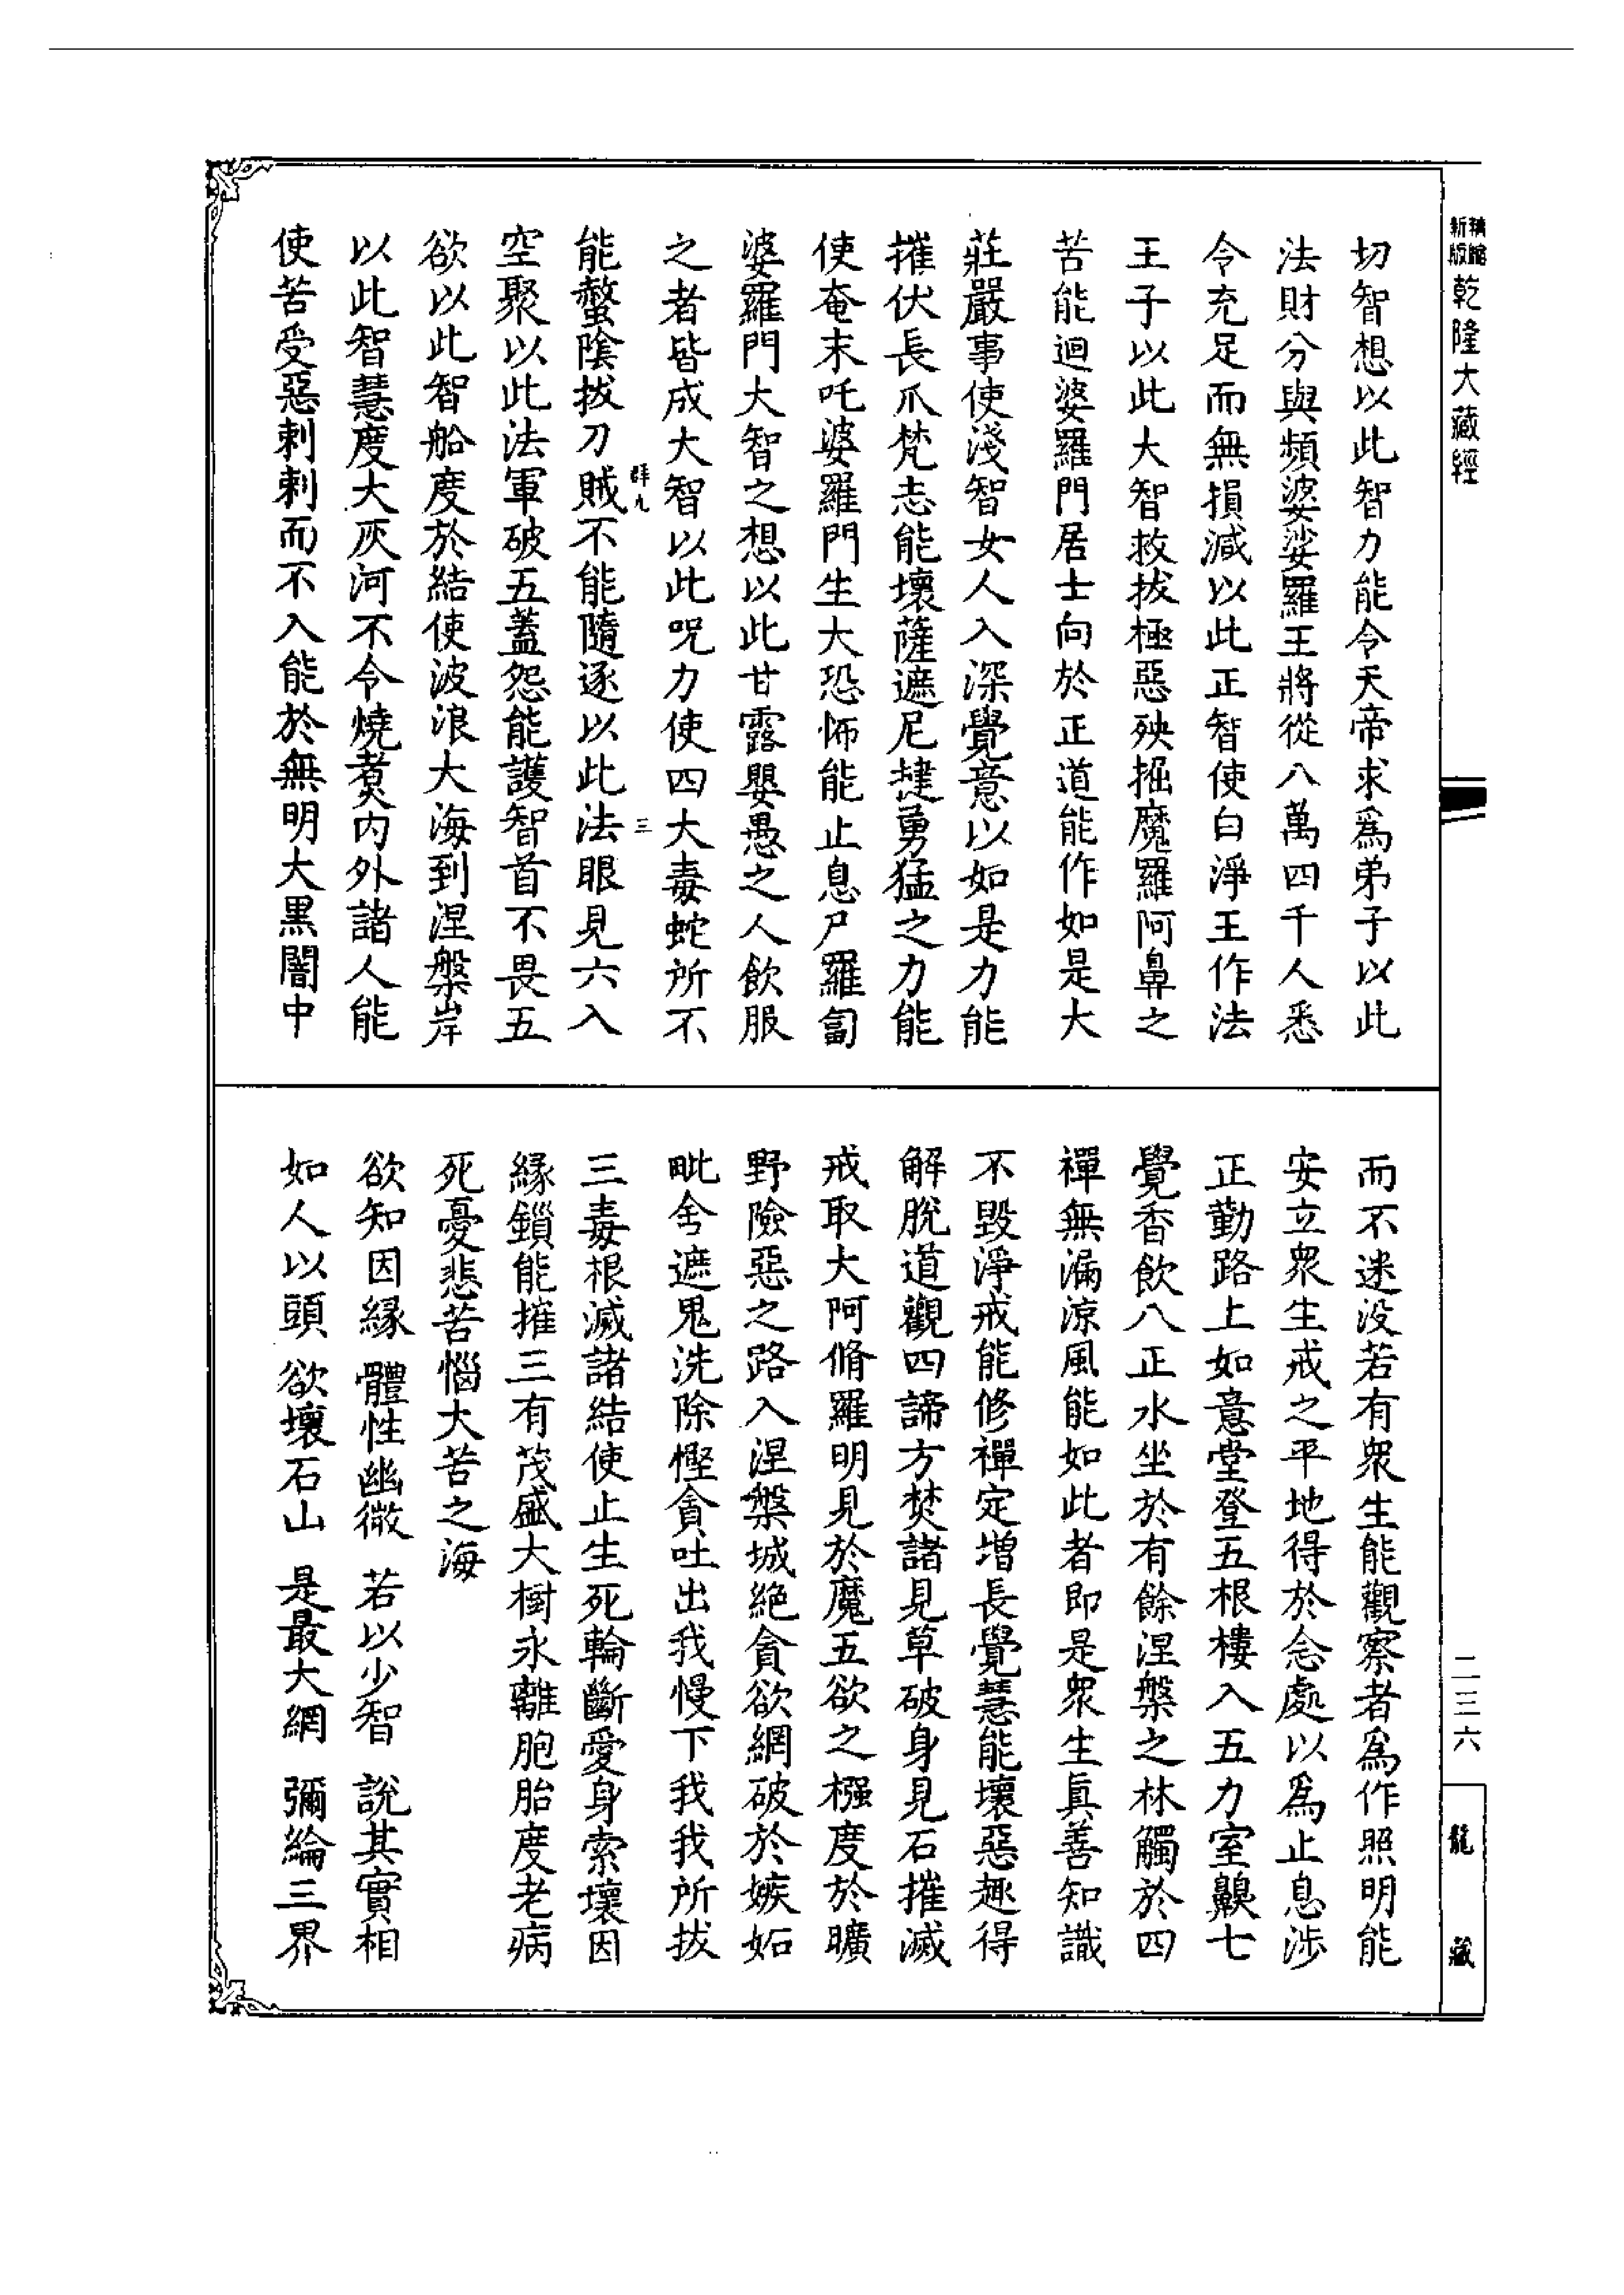 新版
精縮
乾隆大藏經
切智想以此智力能令天帝求為弟子以此
法財分與頻婆娑羅王將從八萬四千人悉
令充足而無損減以此正智使白淨王作法
王子以此大智救拔極惡殃掘魔羅阿鼻之
苦能迴婆羅門居士向於正道能作如是大
莊嚴事使淺智女人入深覺意以如是力能
摧伏長爪梵志能壞薩遮尼揵勇猛之力能
使奄末吒婆羅門生大恐怖能止息尸羅匐
婆羅門大智之想以此甘露嬰愚之人飲服
之者皆成大智以此呪力使四大毒蛇所不
能螫陰拔刀賊不能隨逐以此法眼見六入
空聚以此法軍破五蓋怨能護智首不畏五
欲以此智船度於結使波浪大海到涅槃岸
以此智慧度大灰河不令燒煑內外諸人能
使苦受惡刺刺而不入能於無明大黑闇中
三
而不迷没若有眾生能觀察者為作照明能
安立眾生戒之平地得於念處以為止息涉
正勤路上如意堂登五根樓入五力室齅七
覺香飲八正水坐於有餘涅槃之林觸於四
禪無漏涼風能如此者即是眾生真善知識
不毀淨戒能修禪定增長覺慧能壞惡趣得
解脫道觀四諦方焚諸見草破身見石摧滅
戒取大阿脩羅明見於魔五欲之橛度於曠
野險惡之路入涅槃城絕貪欲網破於嫉妬
毗舍遮鬼洗除慳貪吐出我慢下我我所拔
三毒根滅諸結使止生死輪斷愛身索壞因
緣鎖能摧三有茂盛大樹永離胞胎度老病
死憂悲苦惱大苦之海
欲知因緣 體性幽微 若以少智 說其實相
如人以頭 欲壞石山 是最大網 彌綸三界
二三六
龍藏